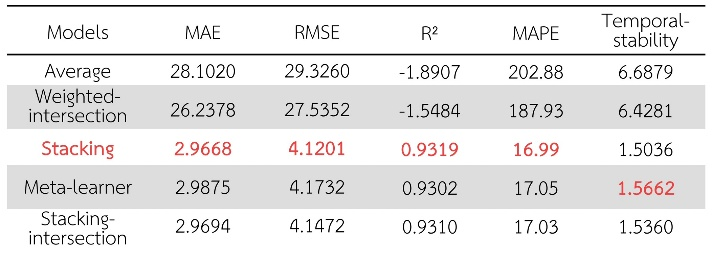 Models MAE RMSE R² MAPE Temporal-stability
Average 28.1020 29.3260 -1.8907 202.88 6.6879
Weighted-intersection 26.2378 27.5352 -1.5484 187.93 6.4281
Stacking 2.9668 4.1201 0.9319 16.99 1.5036
Meta-learner 2.9875 4.1732 0.9302 17.05 1.5662
Stacking-intersection 2.9694 4.1472 0.9310 17.03 1.5360